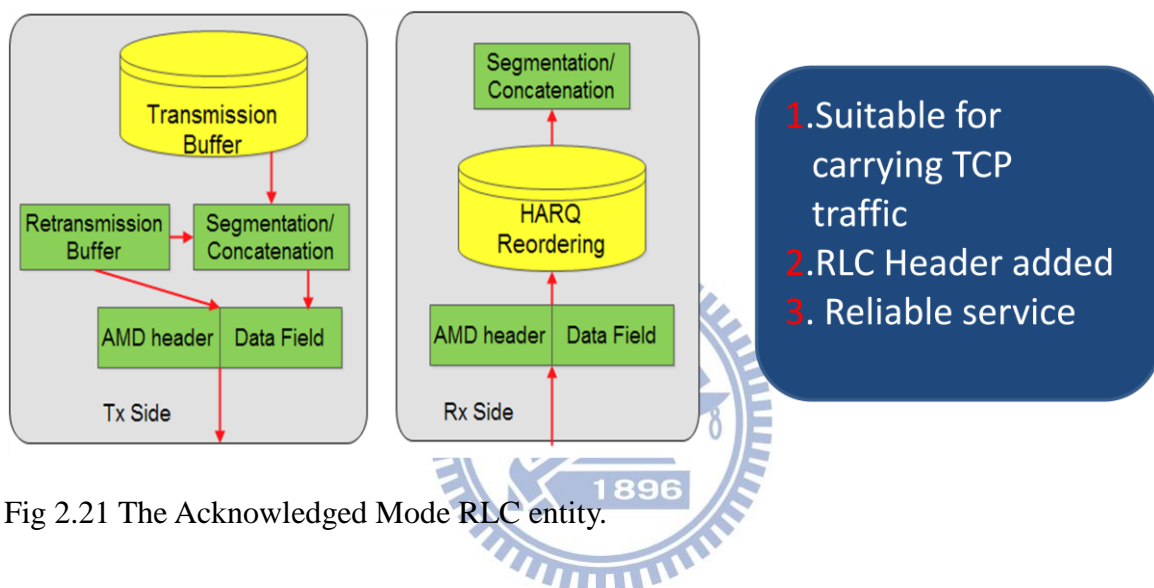 Transmission
Buffer
Retransmission
Buffer
Segmentation/
Concatenation
AMD header
Data Field
Tx Side
Segmentation/
Concatenation
HARQ
Reordering
AMD header
Data Field
Rx Side
1.Suitable for
carrying TCP
traffic
2.RLC Header added
3. Reliable service
1896
Fig 2.21 The Acknowledged Mode RLC entity.